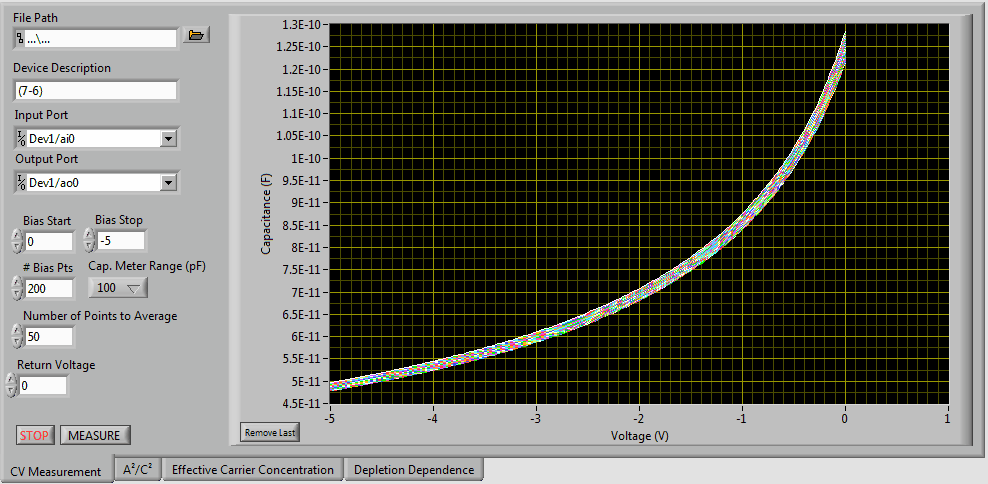 File Path
...\...
Device Description
(7-6)
Input Port
I/O Dev1/ai0
Output Port
I/O Dev1/ao0
Bias Start Bias Stop
0 -5
# Bias Pts Cap. Meter Range (pF)
200 100
Number of Points to Average
50
Return Voltage
0
STOP MEASURE
1.3E-10
1.25E-10
1.2E-10
1.15E-10
1.1E-10
1.05E-10
1E-10
9.5E-11
9E-11
8.5E-11
8E-11
7.5E-11
7E-11
6.5E-11
6E-11
5.5E-11
5E-11
4.5E-11
Capacitance (F)
-5 -4 -3 -2 -1 0 1
Voltage (V)
Remove Last
CV Measurement A²/C² Effective Carrier Concentration Depletion Dependence